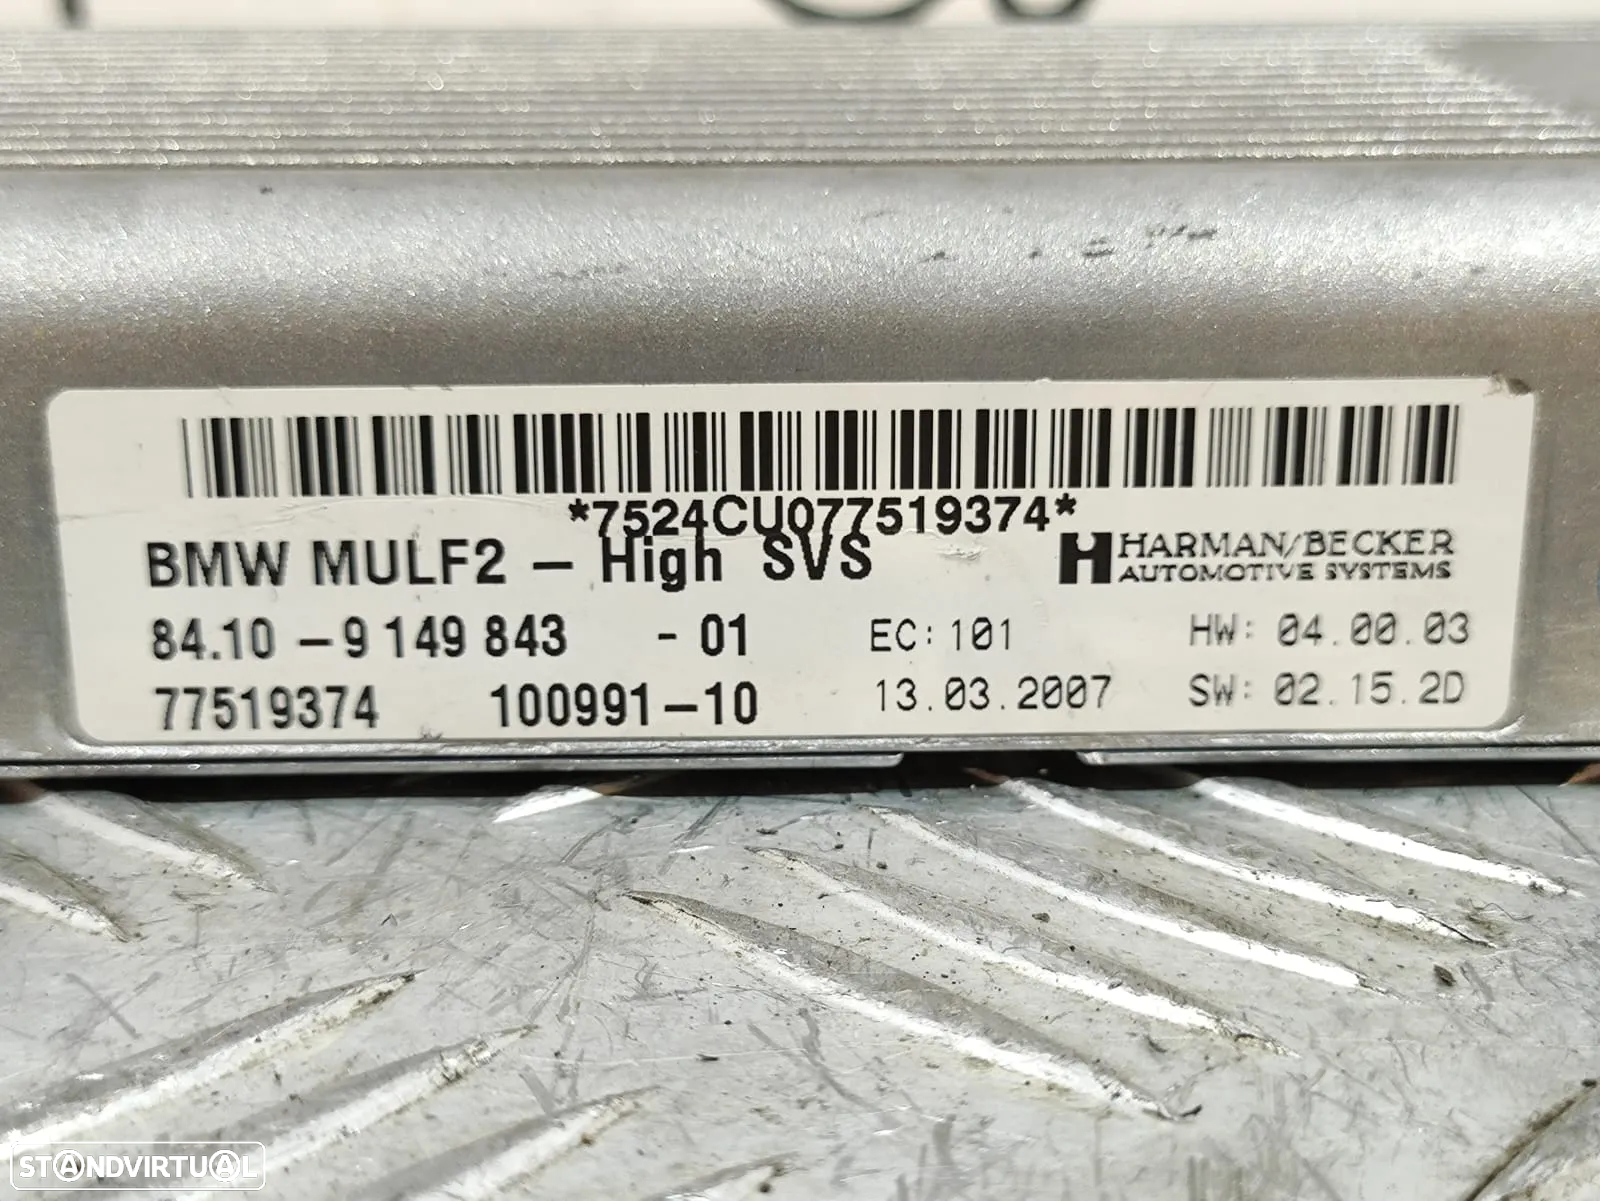 *7524CU077519374*
BMW MULF2 – High SVS
HARMAN/BECKER
AUTOMOTIVE SYSTEMS
84.10 – 9 149 843 - 01 EC: 101 HW: 04.00.03
77519374 100991–10 13.03.2007 SW: 02.15.2D
STANDVIRTUAL